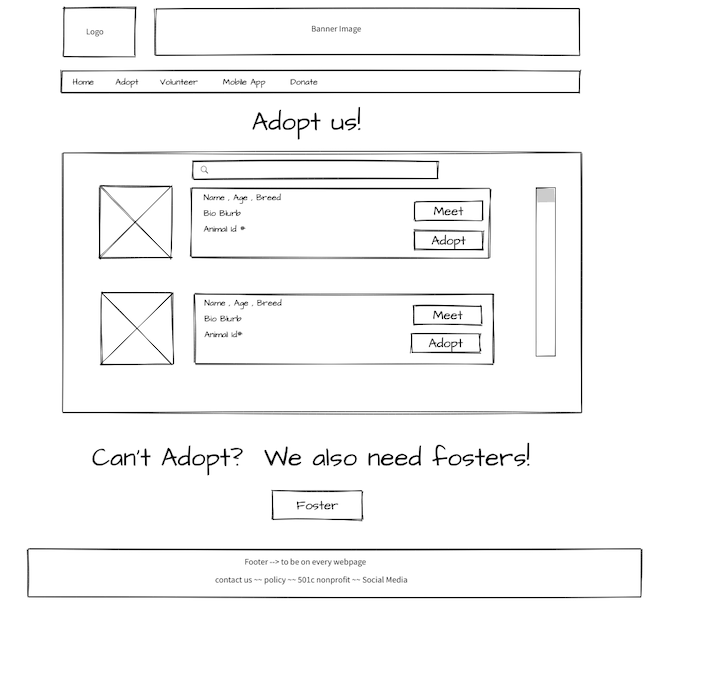 Logo
Banner Image
Home Adopt Volunteer Mobile App Donate
Adopt us!
Name , Age , Breed
Bio Blurb
Animal Id #
Meet
Adopt
Name , Age , Breed
Bio Blurb
Animal Id#
Meet
Adopt
Can't Adopt? We also need fosters!
Foster
Footer --> to be on every webpage
contact us ~~ policy ~~ 501c nonprofit ~~ Social Media